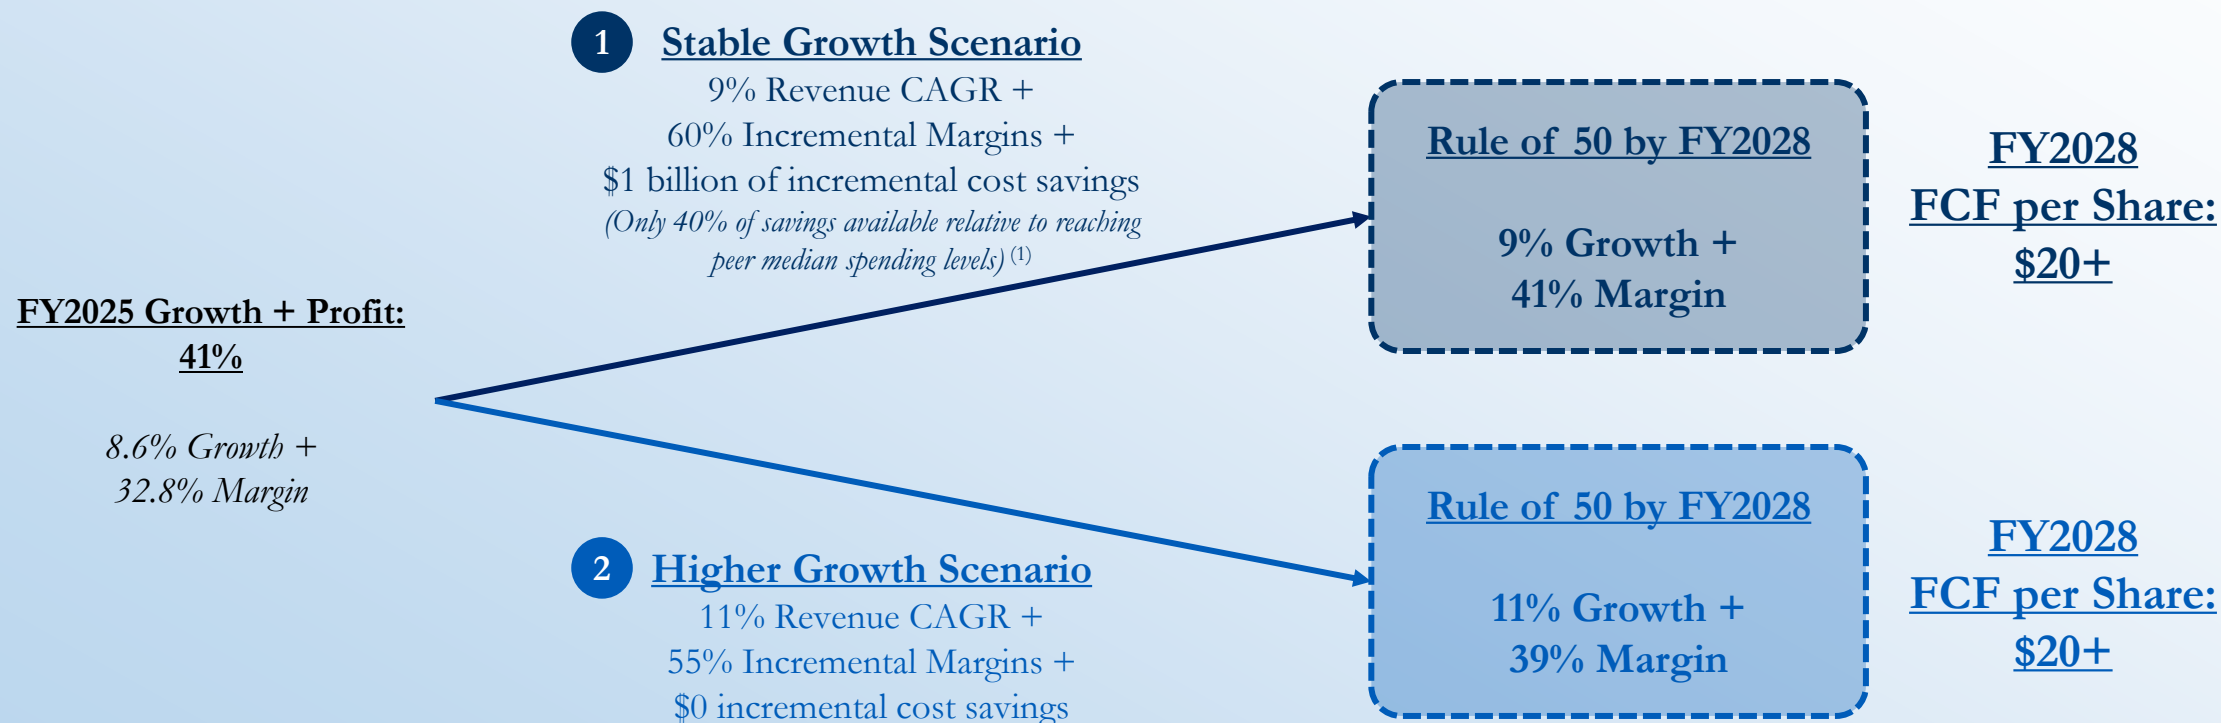 FY2025 Growth + Profit:
41%
8.6% Growth +
32.8% Margin
1
Stable Growth Scenario
9% Revenue CAGR +
60% Incremental Margins +
$1 billion of incremental cost savings
(Only 40% of savings available relative to reaching
peer median spending levels) (1)
Rule of 50 by FY2028
9% Growth +
41% Margin
FY2028
FCF per Share:
$20+
2
Higher Growth Scenario
11% Revenue CAGR +
55% Incremental Margins +
$0 incremental cost savings
Rule of 50 by FY2028
11% Growth +
39% Margin
FY2028
FCF per Share:
$20+